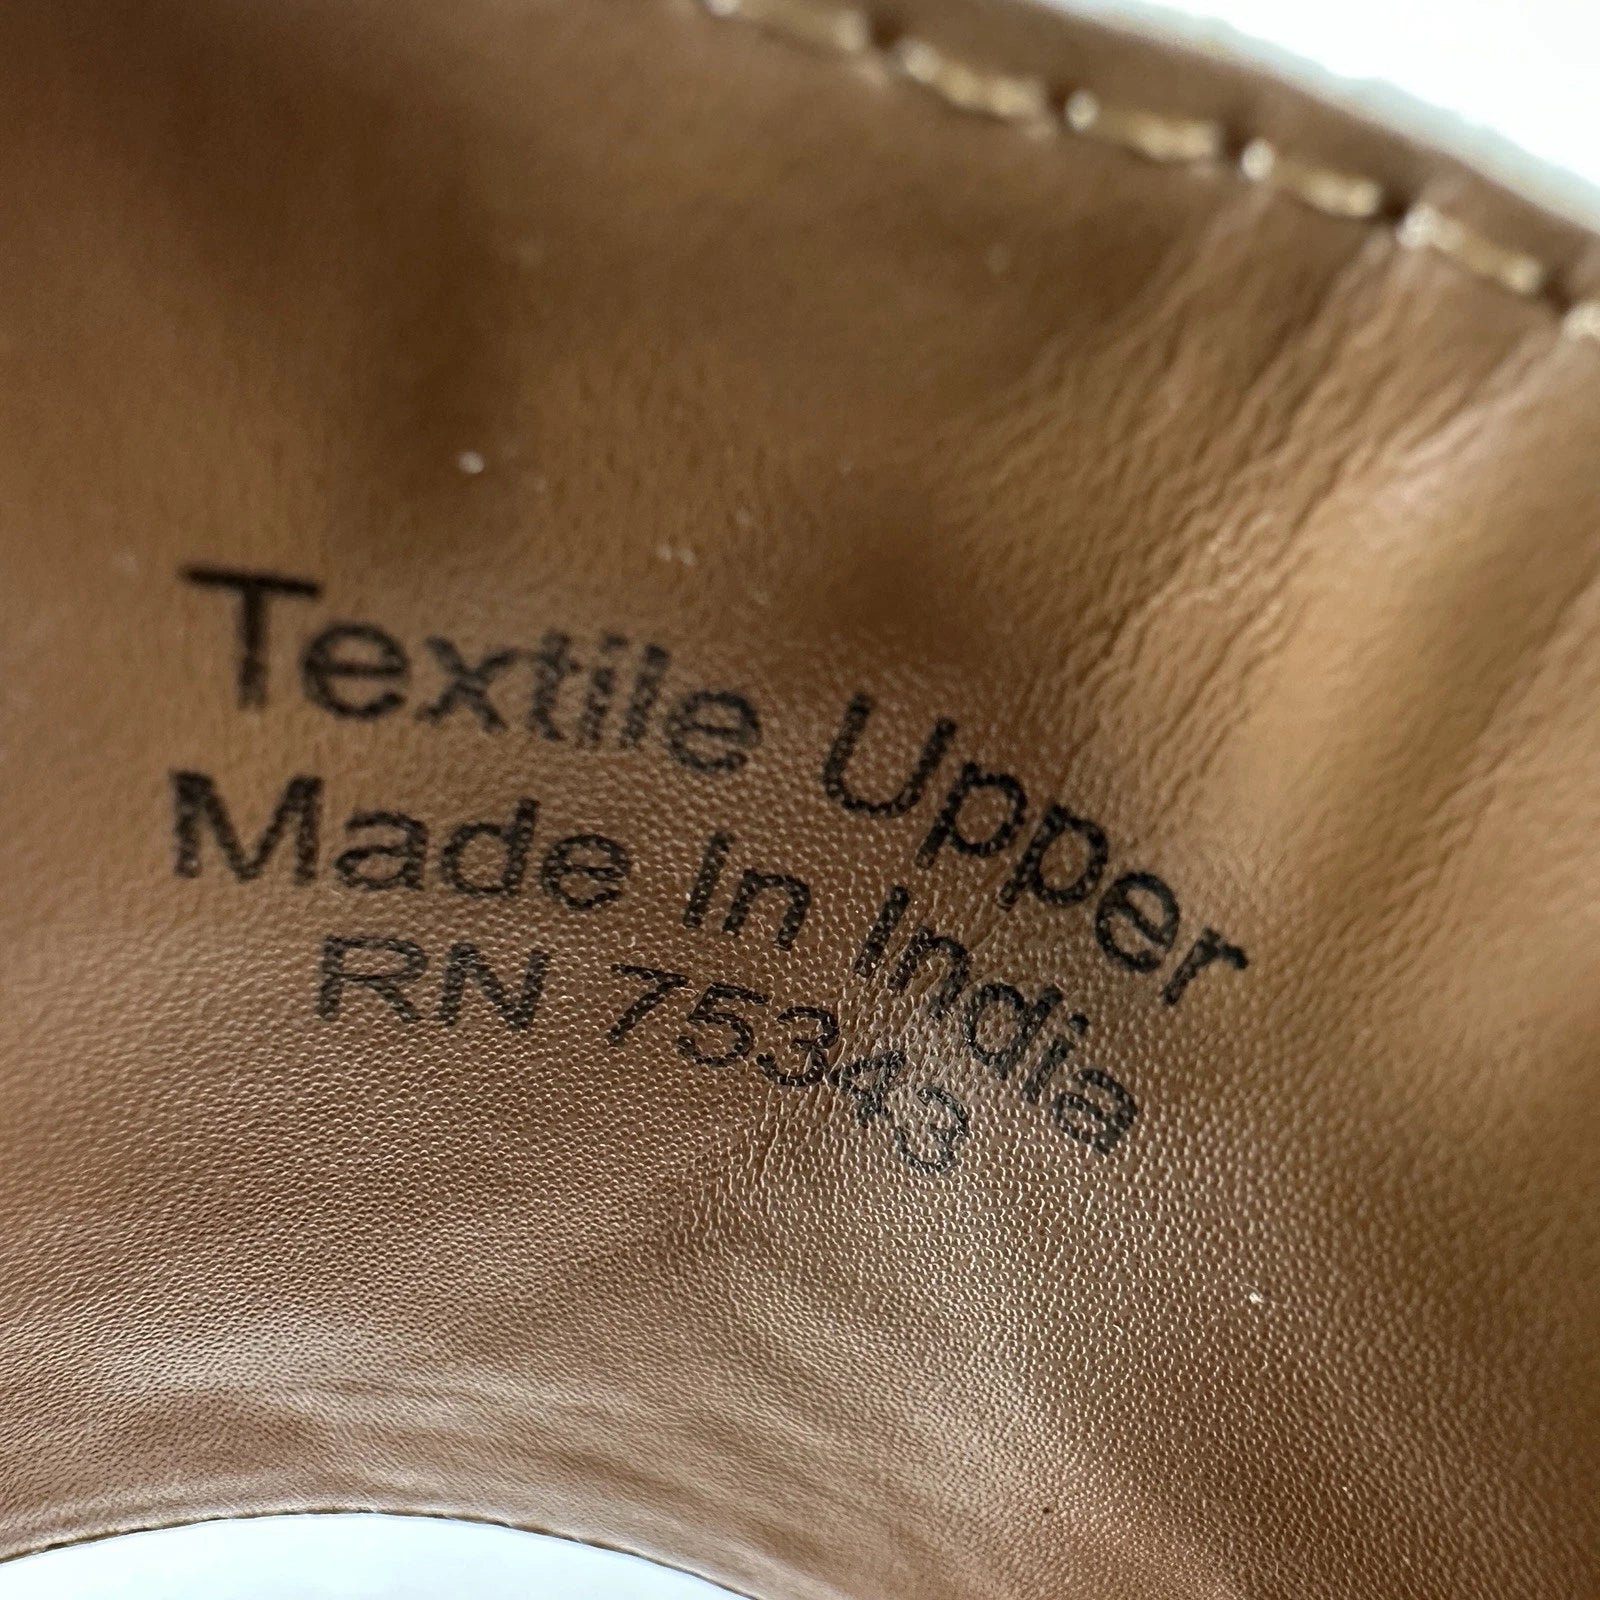 Textile Upper
Made In India
RN 75343